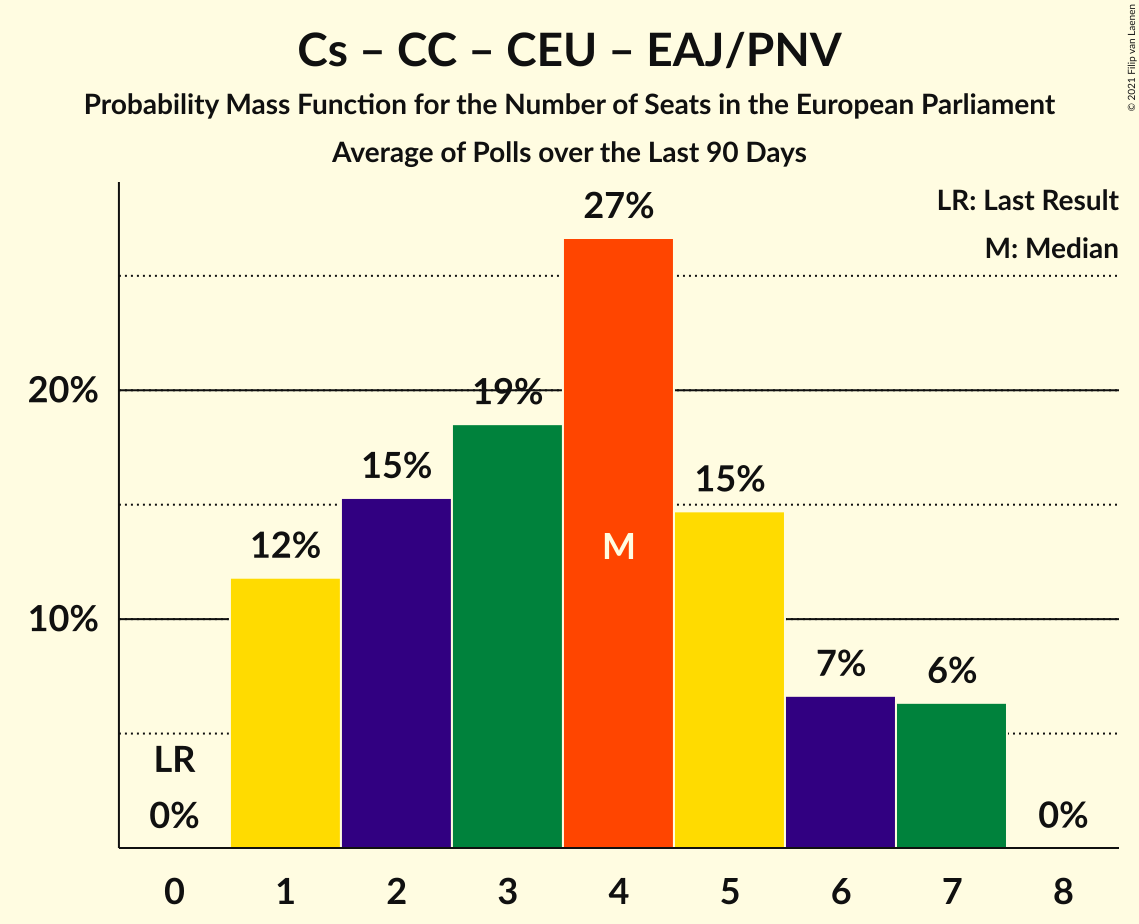 Cs – CC – CEU – EAJ/PNV
Probability Mass Function for the Number of Seats in the European Parliament
Average of Polls over the Last 90 Days
© 2021 Filip van Laenen
LR: Last Result
M: Median
27%
20%
19%
15%
15%
12%
M
10%
7%
6%
LR
0%
0%
0 1 2 3 4 5 6 7 8